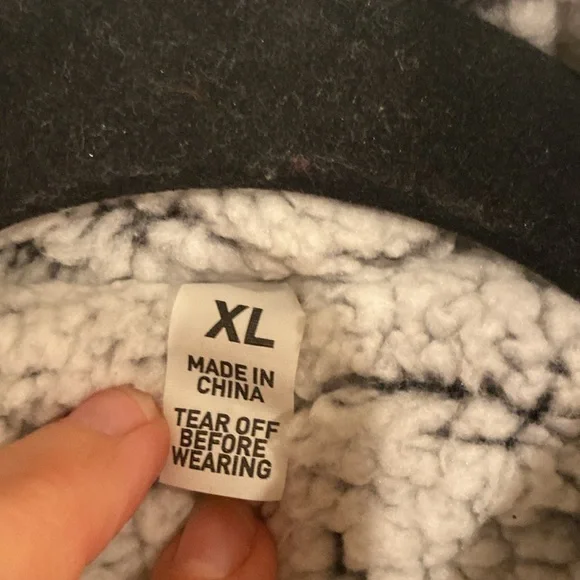 XL
MADE IN
CHINA
TEAR OFF
BEFORE
WEARING